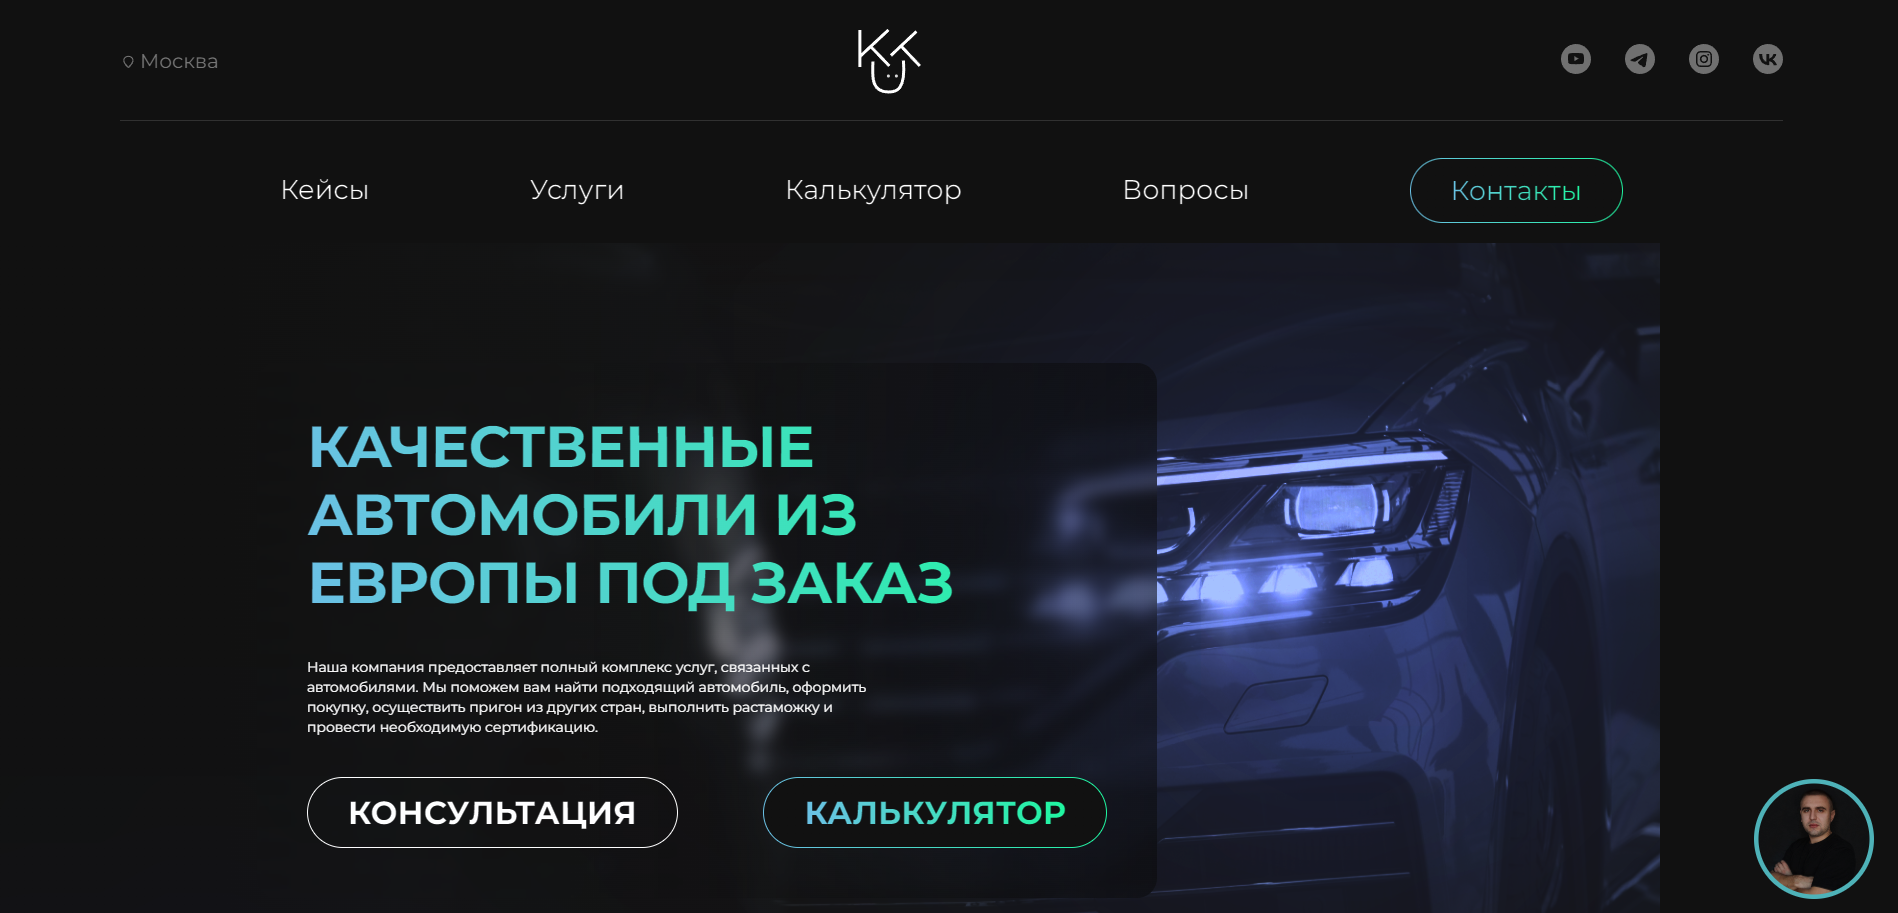 Москва
KKU
Кейсы
Услуги
Калькулятор
Вопросы
Контакты
КАЧЕСТВЕННЫЕ
АВТОМОБИЛИ ИЗ
ЕВРОПЫ ПОД ЗАКАЗ
Наша компания предоставляет полный комплекс услуг, связанных с
автомобилями. Мы поможем вам найти подходящий автомобиль, оформить
покупку, осуществить пригон из других стран, выполнить растаможку и
провести необходимую сертификацию.
КОНСУЛЬТАЦИЯ
КАЛЬКУЛЯТОР